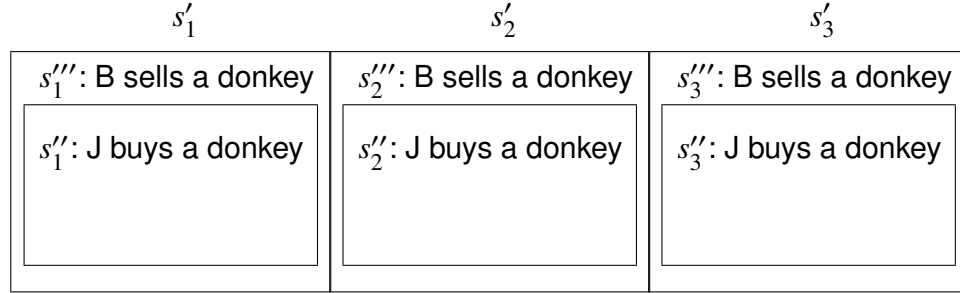 s′₁ s′₂ s′₃
s‴₁: B sells a donkey s‴₂: B sells a donkey s‴₃: B sells a donkey
s″₁: J buys a donkey s″₂: J buys a donkey s″₃: J buys a donkey